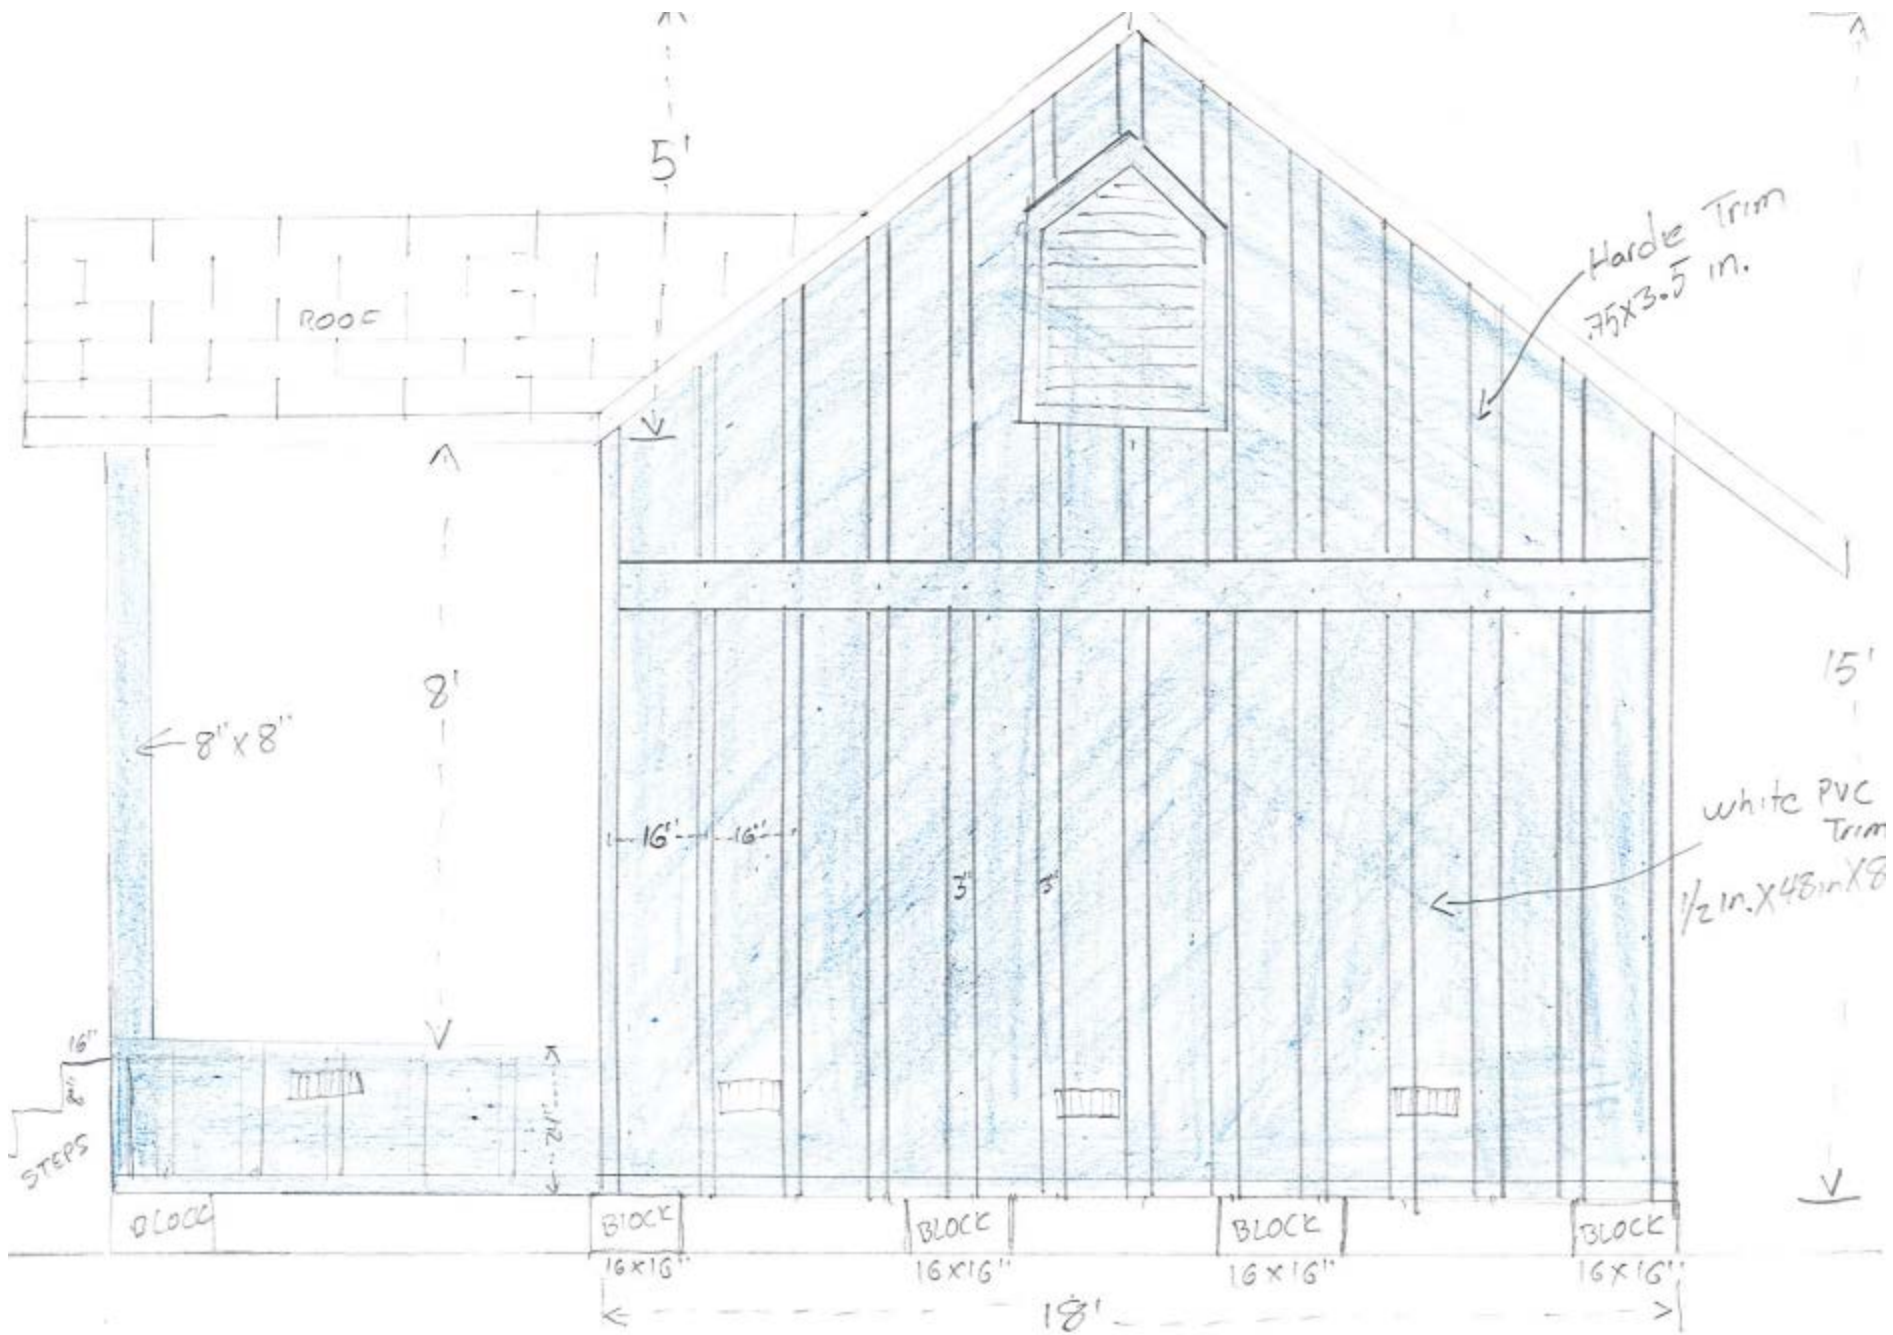 5'
Harde Trim
.75x3.5 in.
ROOF
8'
15'
8"x8"
white PVC
Trim
1/2 in.X48inX8
16" 16"
3" 3"
16"
8"
24"
STEPS
BLOCK BLOCK BLOCK BLOCK BLOCK
16x16" 16x16" 16x16" 16x16"
18'